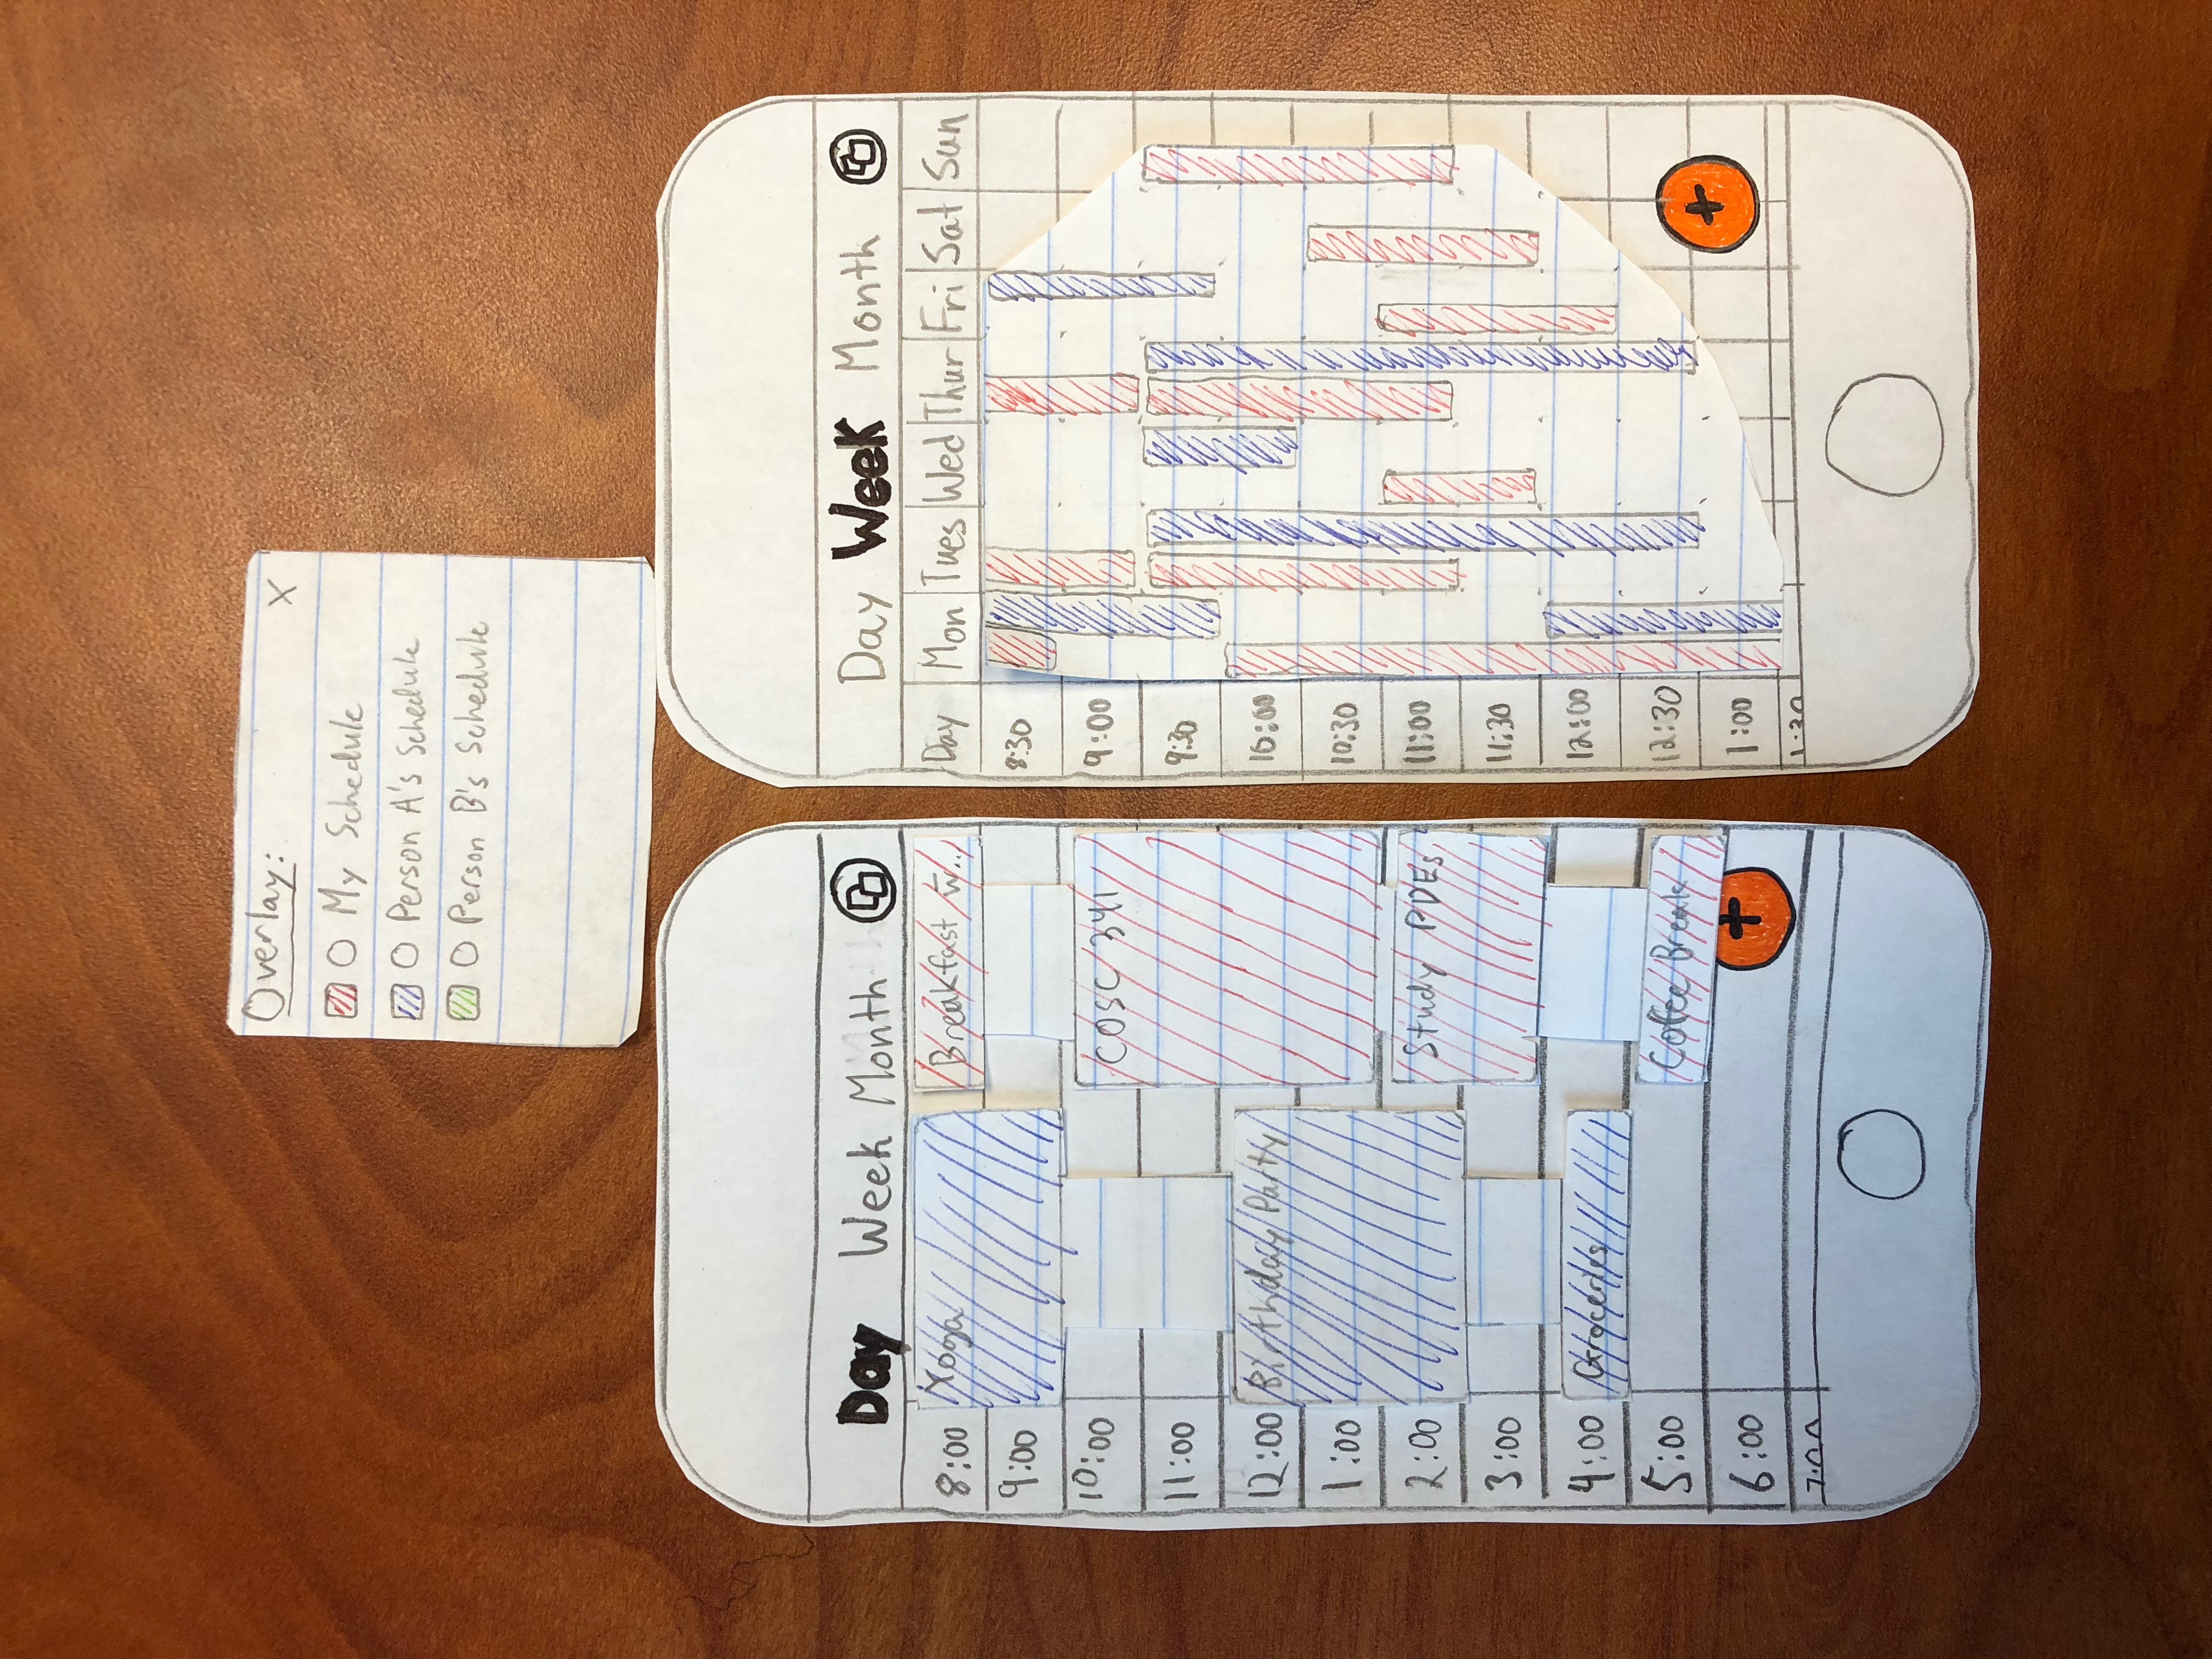 Overlay: X
My Schedule
Person A's Schedule
Person B's Schedule
Day Week Month
8:00 Yoga Breakfast w...
9:00
10:00 COSC 341
11:00
12:00 Birthday Party
1:00
2:00 Study PDEs
3:00
4:00 Groceries
5:00 Coffee Break
6:00 +
7:00
Day Week Month
Day Mon Tues Wed Thur Fri Sat Sun
8:30
9:00
9:30
10:00
10:30
11:00
11:30
12:00
12:30
1:00 +
1:30